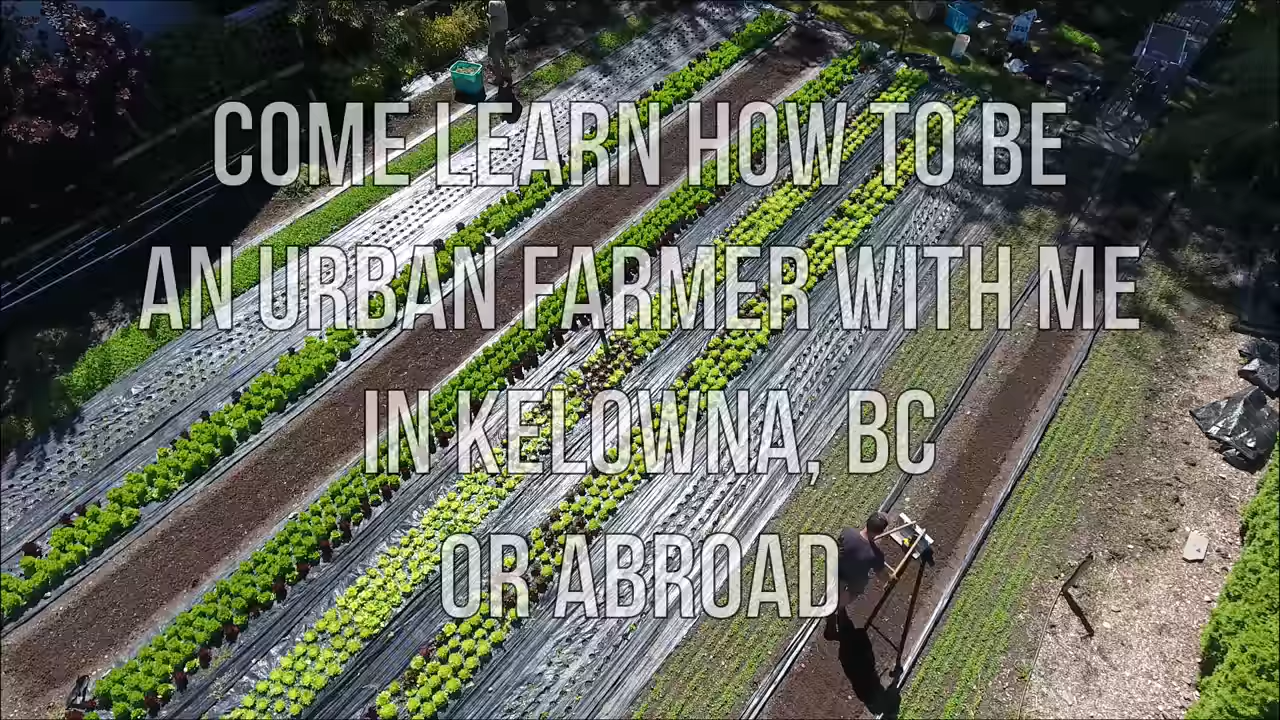 COME LEARN HOW TO BE
AN URBAN FARMER WITH ME
IN KELOWNA, BC
OR ABROAD